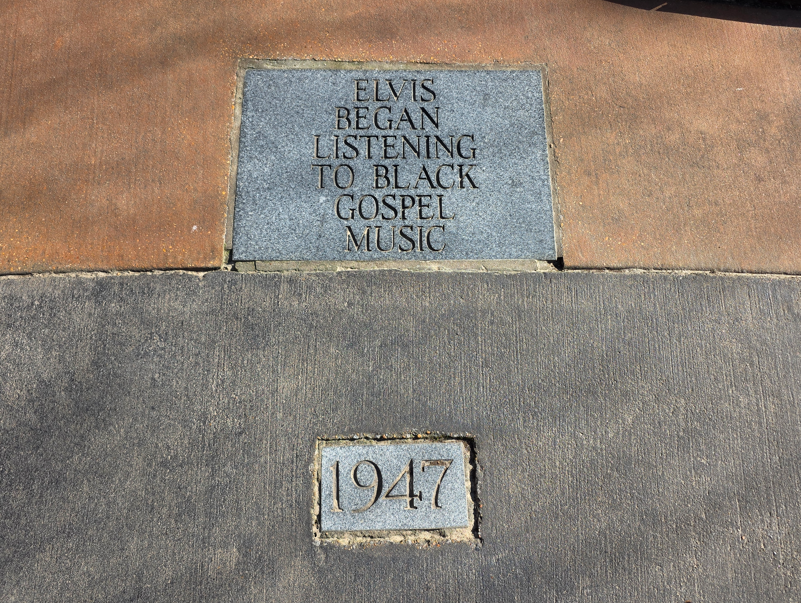 ELVIS
BEGAN
LISTENING
TO BLACK
GOSPEL
MUSIC
1947